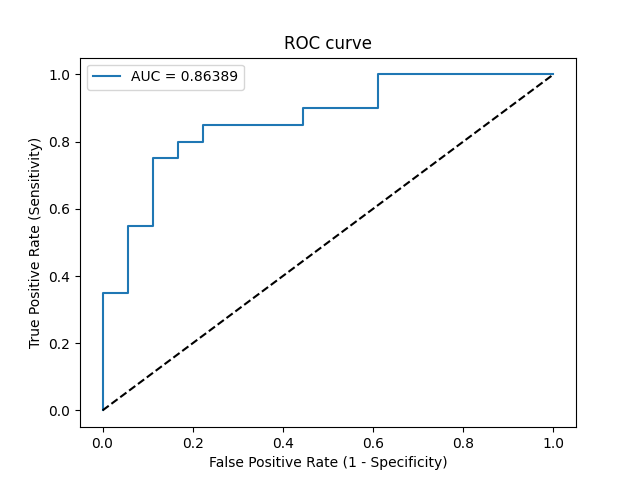 ROC curve
AUC = 0.86389
True Positive Rate (Sensitivity)
1.0
0.8
0.6
0.4
0.2
0.0
0.0 0.2 0.4 0.6 0.8 1.0
False Positive Rate (1 - Specificity)